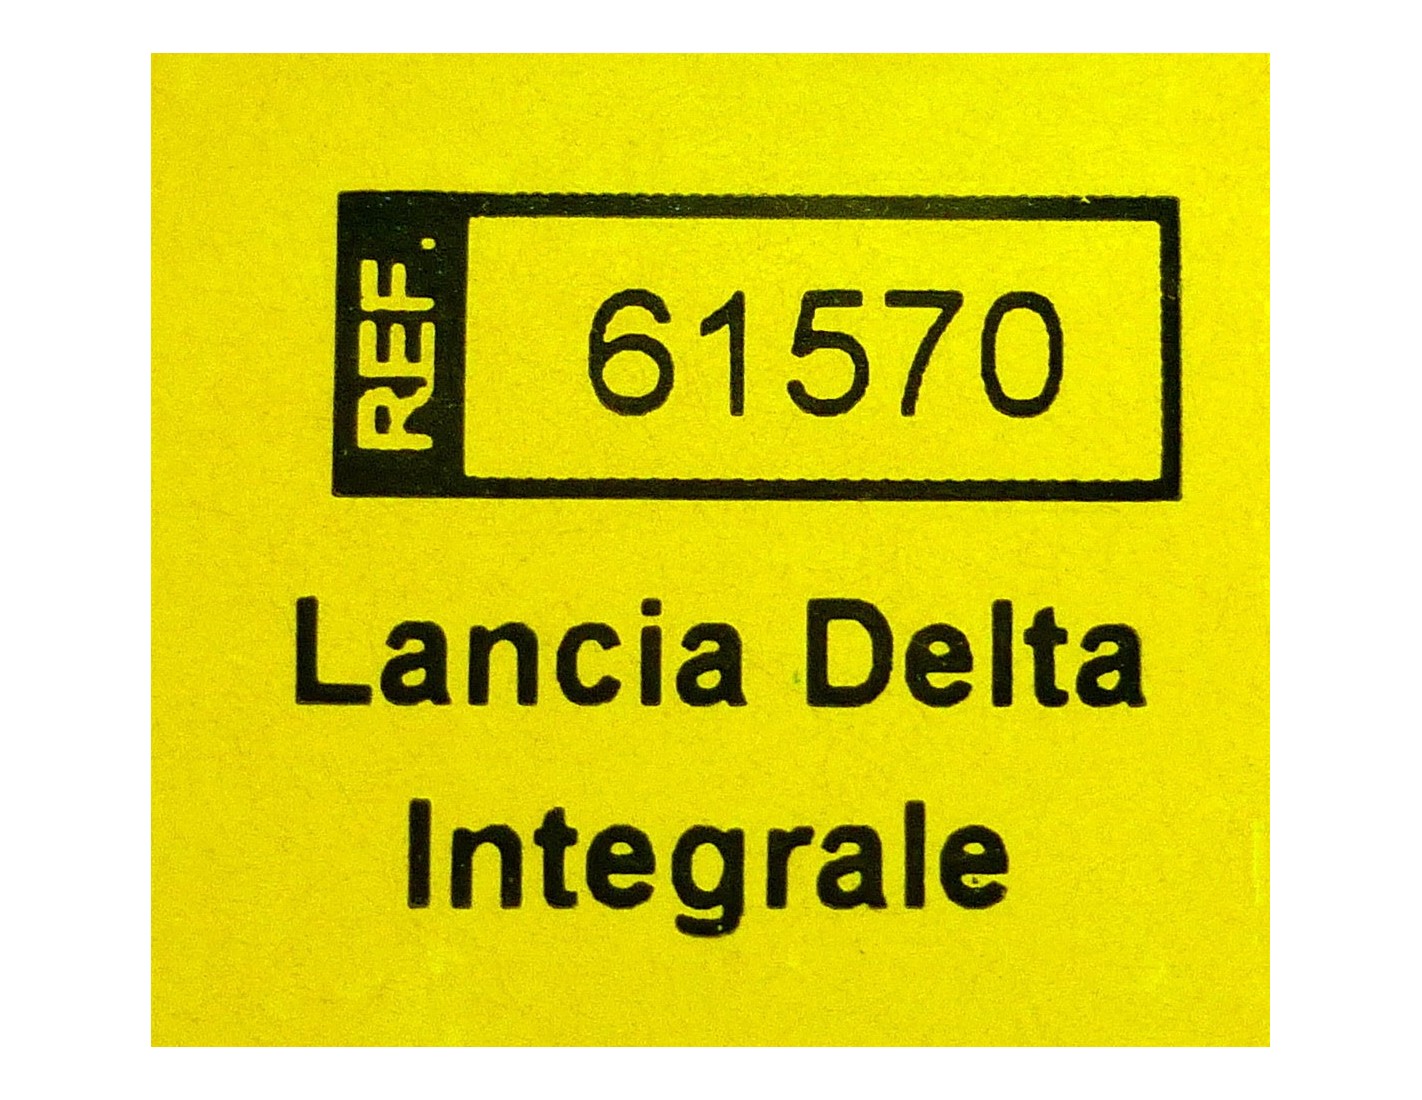 REF. 61570
Lancia Delta
Integrale